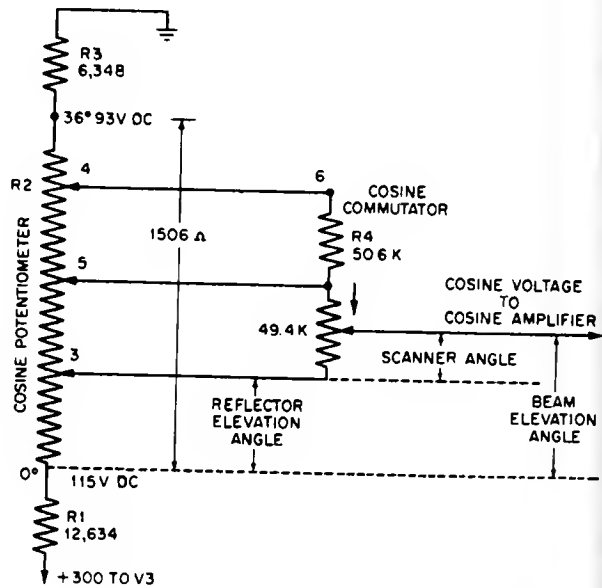 R3
6,348
36° 93V DC
4
6
R2
COSINE
COMMUTATOR
R4
50.6 K
1506 Ω
COSINE POTENTIOMETER
5
COSINE VOLTAGE
TO
COSINE AMPLIFIER
49.4K
3
SCANNER ANGLE
REFLECTOR
ELEVATION
ANGLE
BEAM
ELEVATION
ANGLE
0°
115V DC
R1
12,634
+300 TO V3